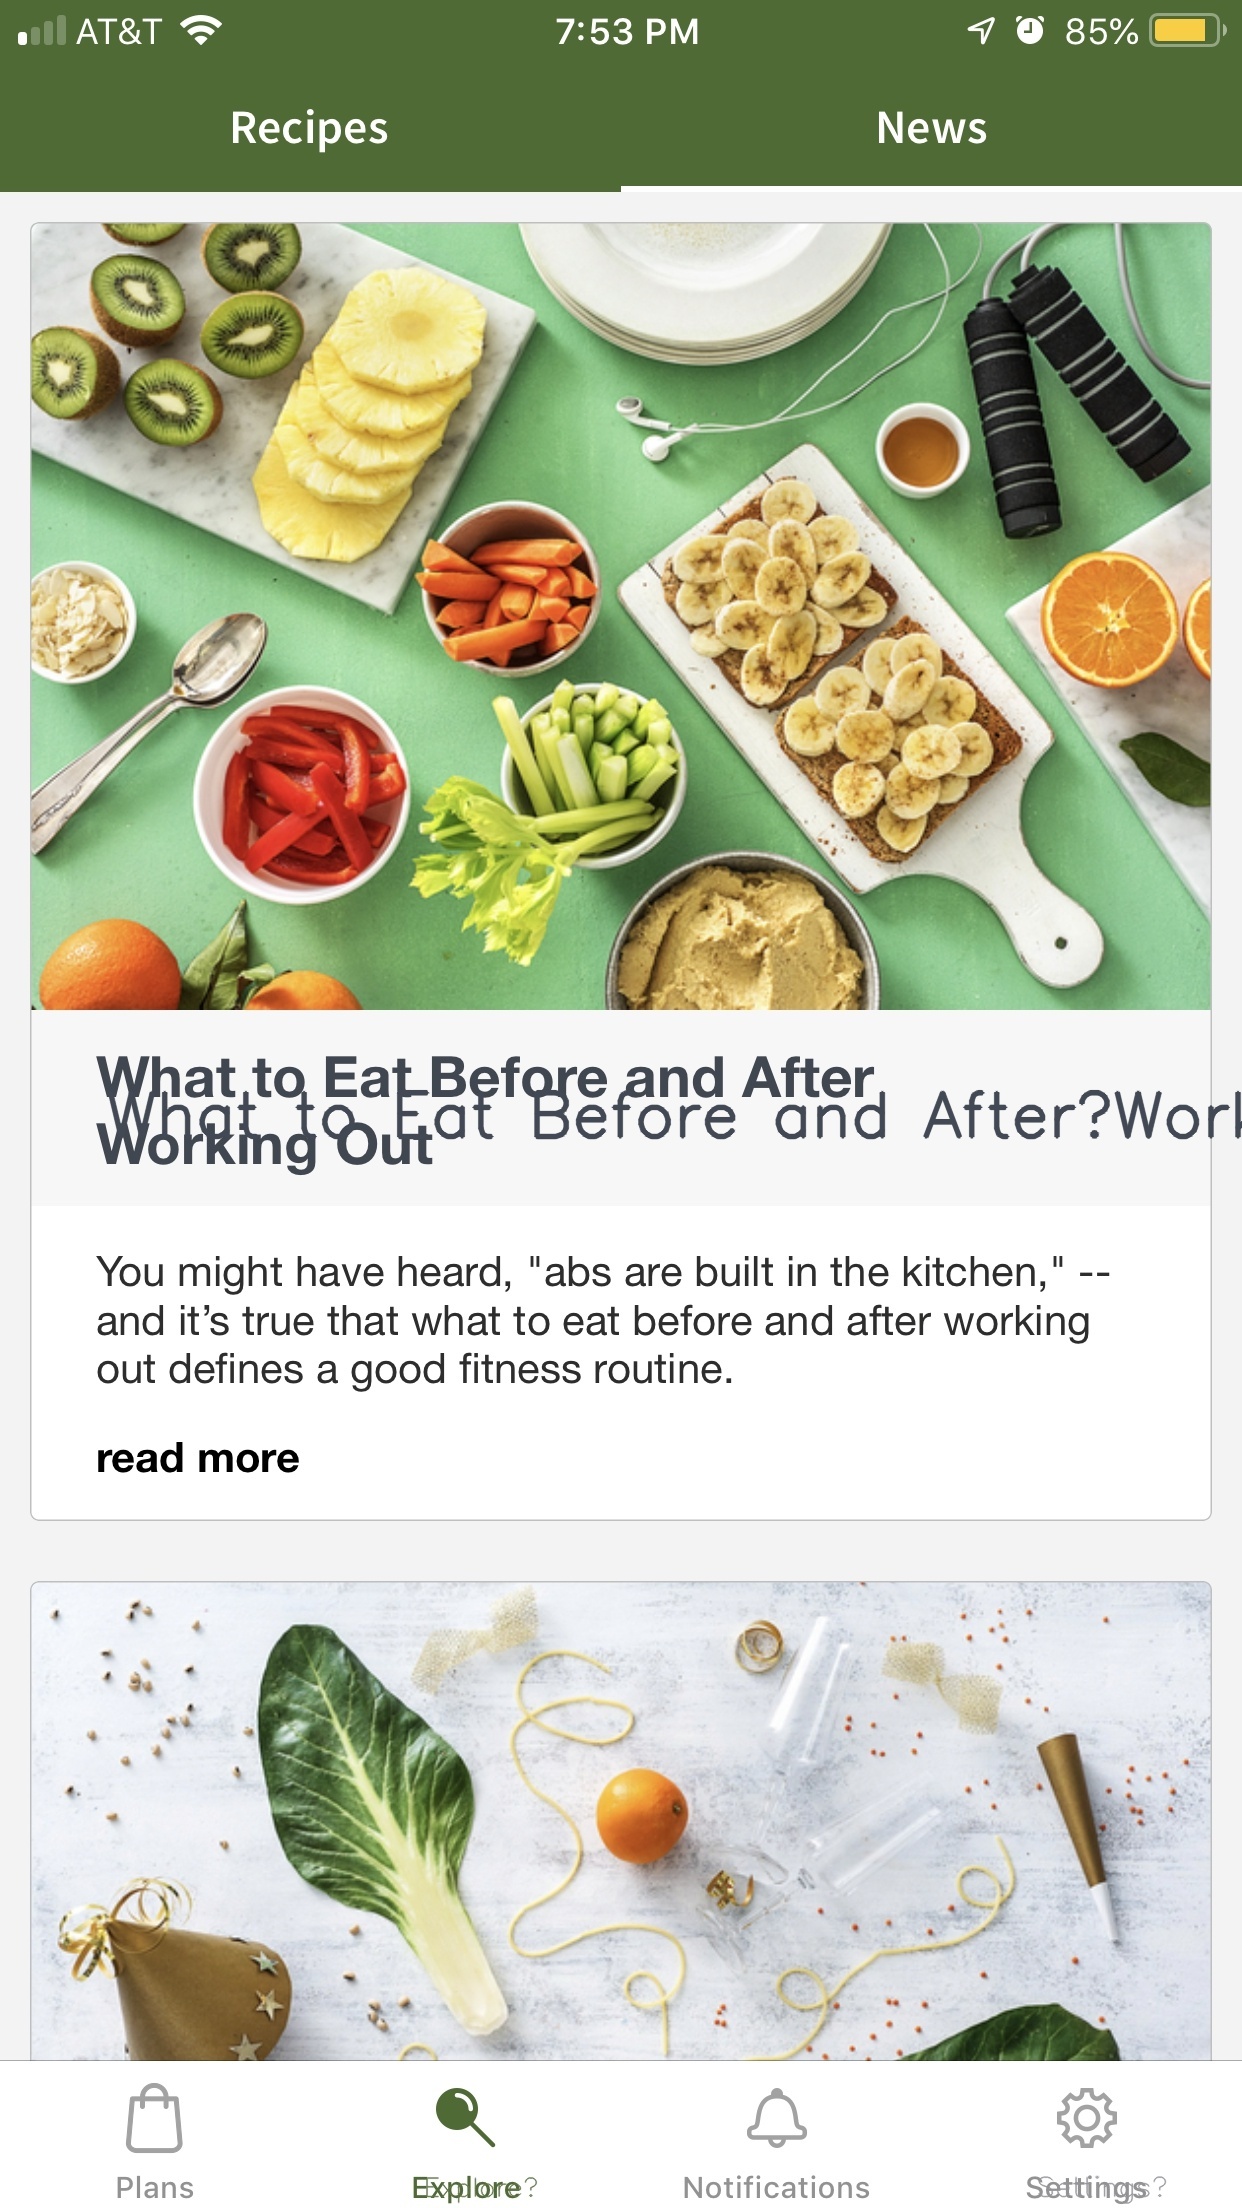 AT&T 7:53 PM 85%
Recipes News
What to Eat Before and After
What to Eat Before and After?Work
Working Out
You might have heard, "abs are built in the kitchen," --
and it’s true that what to eat before and after working
out defines a good fitness routine.
read more
Plans Explore Explore? Notifications Settings Settings?